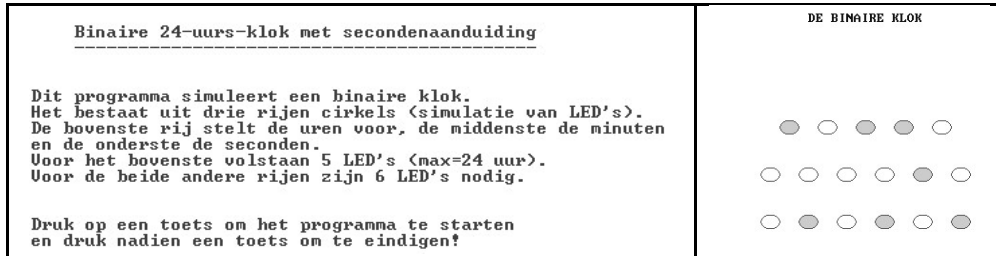 Binaire 24-uurs-klok met secondenaanduiding
Dit programma simuleert een binaire klok.
Het bestaat uit drie rijen cirkels (simulatie van LED's).
De bovenste rij stelt de uren voor, de middenste de minuten
en de onderste de seconden.
Voor het bovenste volstaan 5 LED's (max=24 uur).
Voor de beide andere rijen zijn 6 LED's nodig.
Druk op een toets om het programma te starten
en druk nadien een toets om te eindigen!
DE BINAIRE KLOK